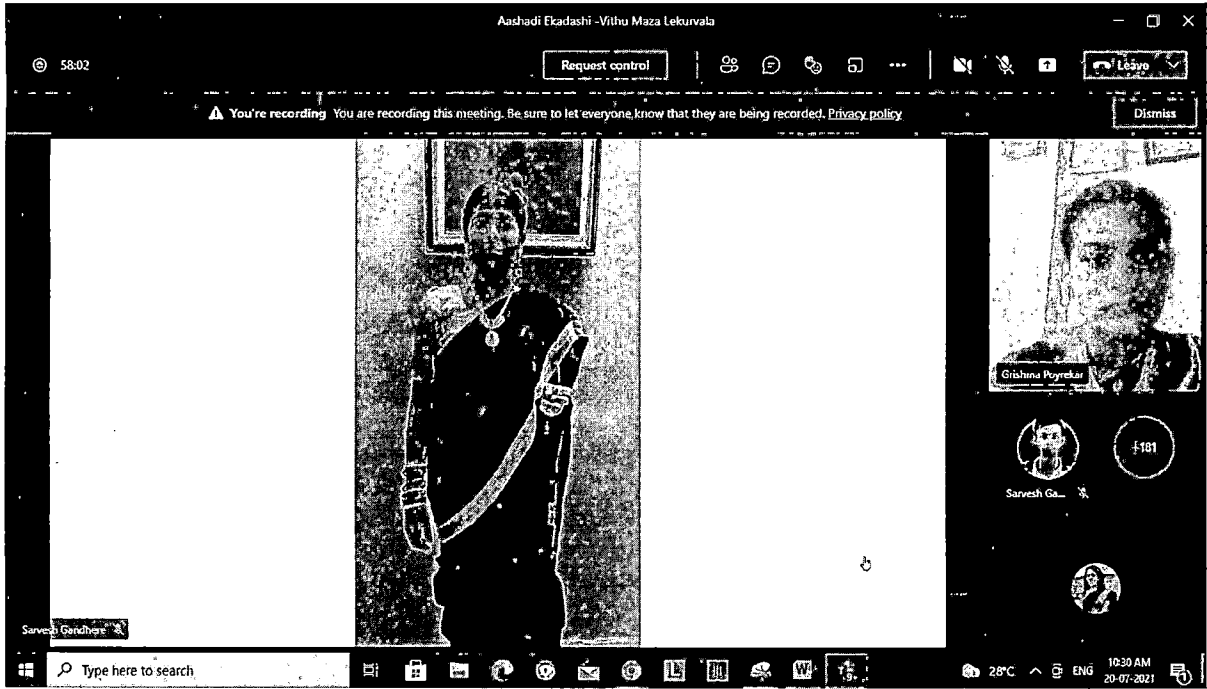 Aashadi Ekadashi -Vithu Maza Lekurvala
58:02
Request control
Leave
You're recording You are recording this meeting. Be sure to let everyone know that they are being recorded. Privacy policy
Dismiss
Grishma Poyrekar
+181
Sarvesh Ga...
Sarvesh Gandhere
Type here to search
28°C
ENG
10:30 AM
20-07-2021
1